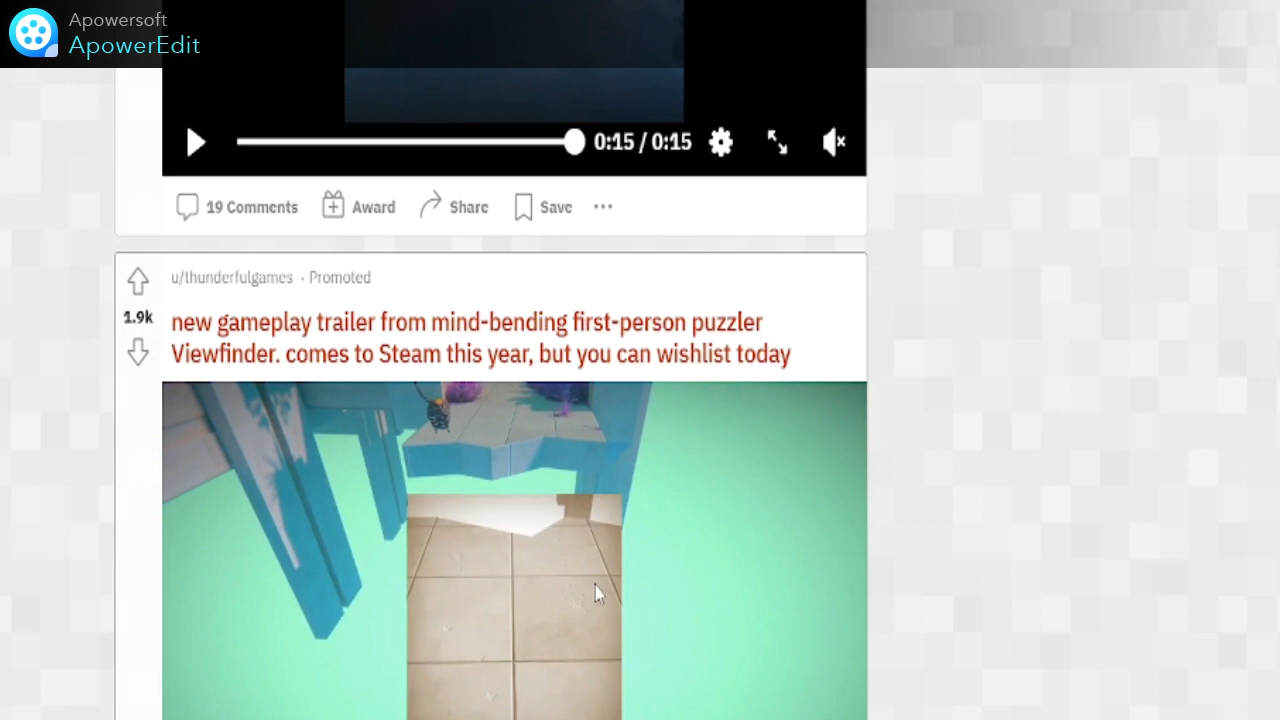 Apowersoft
ApowerEdit
0:15 / 0:15
19 Comments Award Share Save ...
u/thunderfulgames · Promoted
1.9k
new gameplay trailer from mind-bending first-person puzzler
Viewfinder. comes to Steam this year, but you can wishlist today